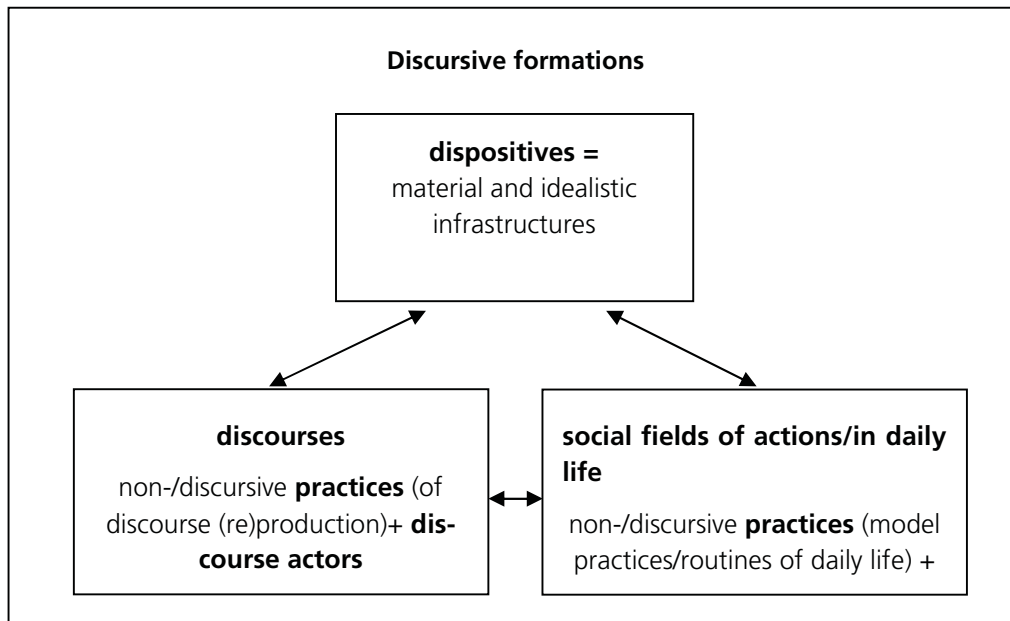 Discursive formations
dispositives =
material and idealistic
infrastructures
discourses
non-/discursive practices (of
discourse (re)production)+ dis-
course actors
social fields of actions/in daily
life
non-/discursive practices (model
practices/routines of daily life) +